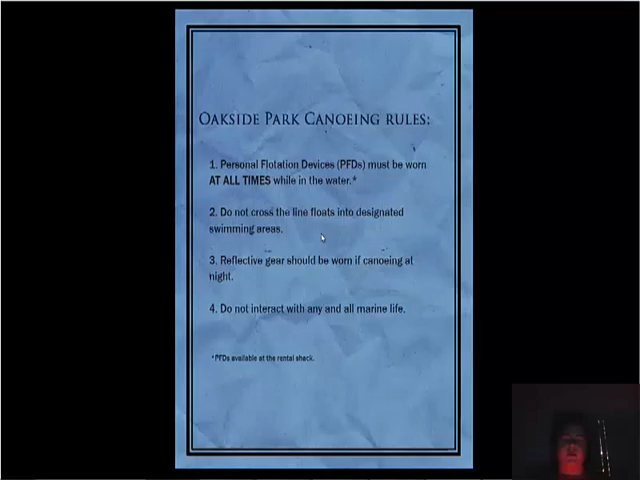 OAKSIDE PARK CANOEING RULES:
1. Personal Flotation Devices (PFDs) must be worn
AT ALL TIMES while in the water.*
2. Do not cross the line floats into designated
swimming areas.
3. Reflective gear should be worn if canoeing at
night.
4. Do not interact with any and all marine life.
*PFDs available at the rental shack.